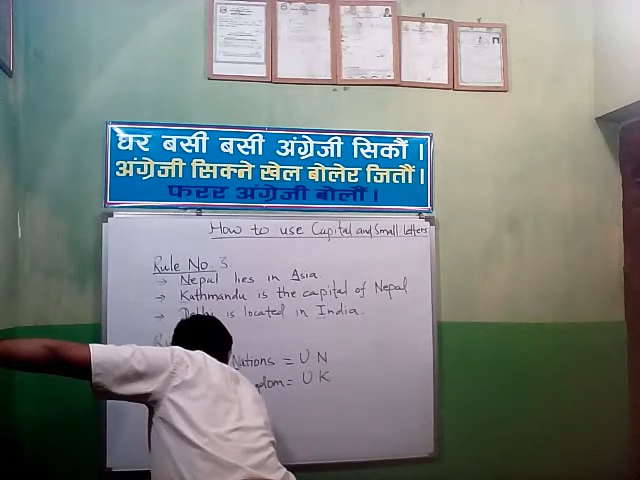 घर बसी बसी अंग्रेजी सिकौं ।
अंग्रेजी सिक्ने खेल बोलेर जितौं ।
फरर अंग्रेजी बोलौं ।
How to use Capital and Small letters
Rule No. 3
→ Nepal lies in Asia.
→ Kathmandu is the capital of Nepal
→ Delhi is located in India.
Nations = U N
= U K